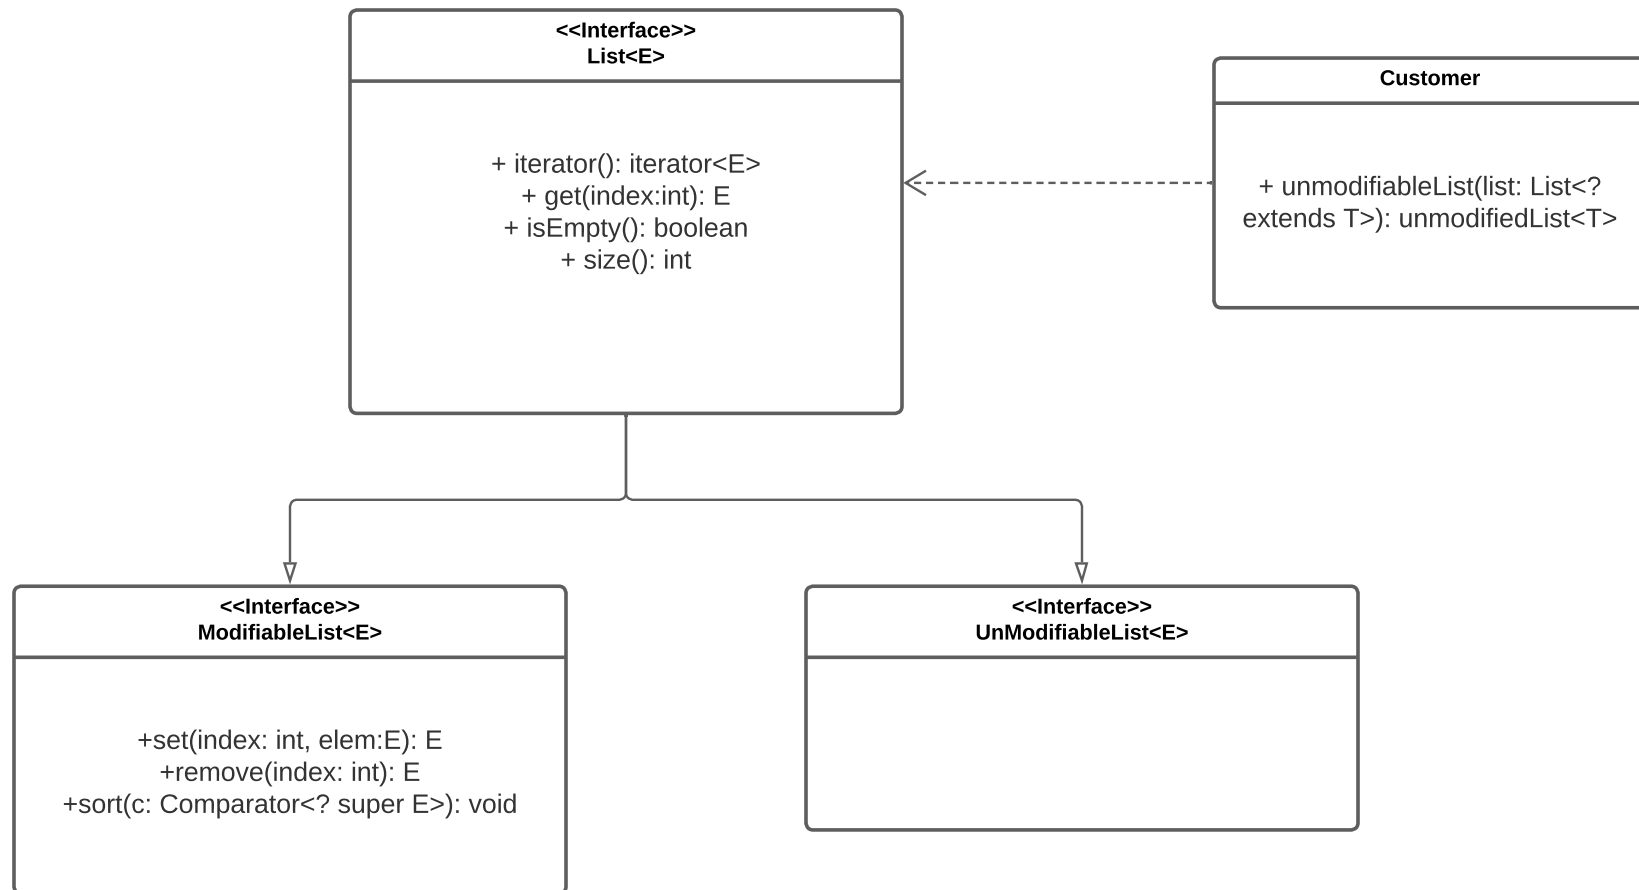 <<Interface>>
List<E>
+ iterator(): iterator<E>
+ get(index:int): E
+ isEmpty(): boolean
+ size(): int
Customer
+ unmodifiableList(list: List<?
extends T>): unmodifiedList<T>
<<Interface>>
ModifiableList<E>
+set(index: int, elem:E): E
+remove(index: int): E
+sort(c: Comparator<? super E>): void
<<Interface>>
UnModifiableList<E>